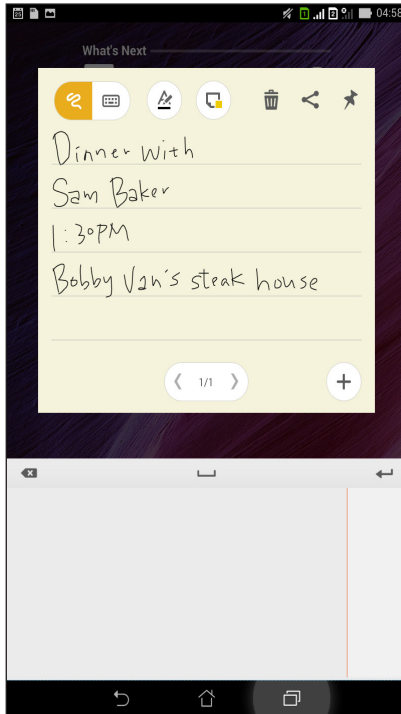 04:58
What's Next
Dinner with
Sam Baker
1:30PM
Bobby Van's steak house
1/1